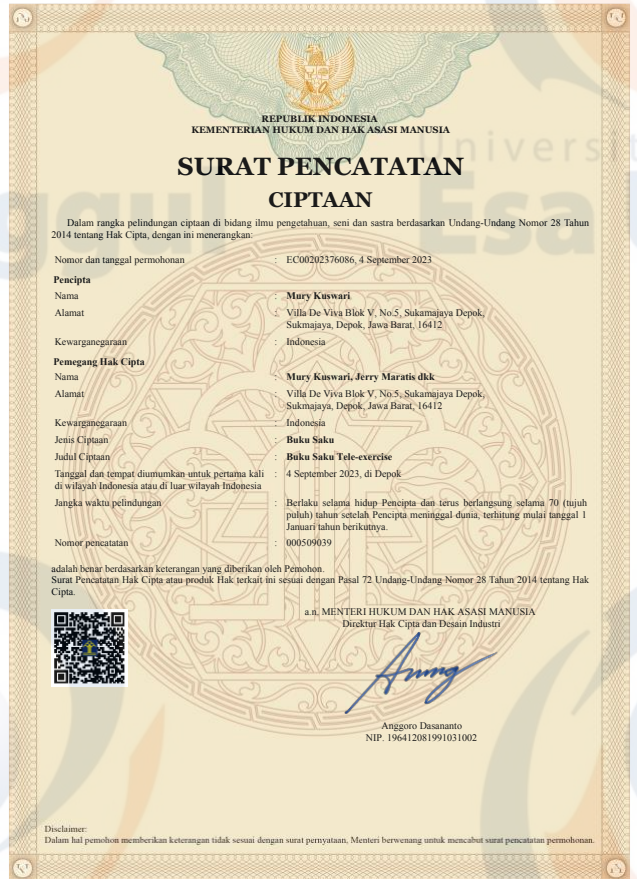 REPUBLIK INDONESIA
KEMENTERIAN HUKUM DAN HAK ASASI MANUSIA
SURAT PENCATATAN
CIPTAAN
Dalam rangka pelindungan ciptaan di bidang ilmu pengetahuan, seni dan sastra berdasarkan Undang-Undang Nomor 28 Tahun
2014 tentang Hak Cipta, dengan ini menerangkan:
Nomor dan tanggal permohonan : EC00202376086, 4 September 2023
Pencipta
Nama : Mury Kuswari
Alamat : Villa De Viva Blok V, No.5, Sukamajaya Depok,
Sukmajaya, Depok, Jawa Barat, 16412
Kewarganegaraan : Indonesia
Pemegang Hak Cipta
Nama : Mury Kuswari, Jerry Maratis dkk
Alamat : Villa De Viva Blok V, No.5, Sukamajaya Depok,
Sukmajaya, Depok, Jawa Barat, 16412
Kewarganegaraan : Indonesia
Jenis Ciptaan : Buku Saku
Judul Ciptaan : Buku Saku Tele-exercise
Tanggal dan tempat diumumkan untuk pertama kali : 4 September 2023, di Depok
di wilayah Indonesia atau di luar wilayah Indonesia
Jangka waktu pelindungan : Berlaku selama hidup Pencipta dan terus berlangsung selama 70 (tujuh
puluh) tahun setelah Pencipta meninggal dunia, terhitung mulai tanggal 1
Januari tahun berikutnya.
Nomor pencatatan : 000509039
adalah benar berdasarkan keterangan yang diberikan oleh Pemohon.
Surat Pencatatan Hak Cipta atau produk Hak terkait ini sesuai dengan Pasal 72 Undang-Undang Nomor 28 Tahun 2014 tentang Hak
Cipta.
a.n. MENTERI HUKUM DAN HAK ASASI MANUSIA
Direktur Hak Cipta dan Desain Industri
Anggoro Dasananto
NIP. 196412081991031002
Disclaimer:
Dalam hal pemohon memberikan keterangan tidak sesuai dengan surat pernyataan, Menteri berwenang untuk mencabut surat pencatatan permohonan.
Univers
Esa
ggul